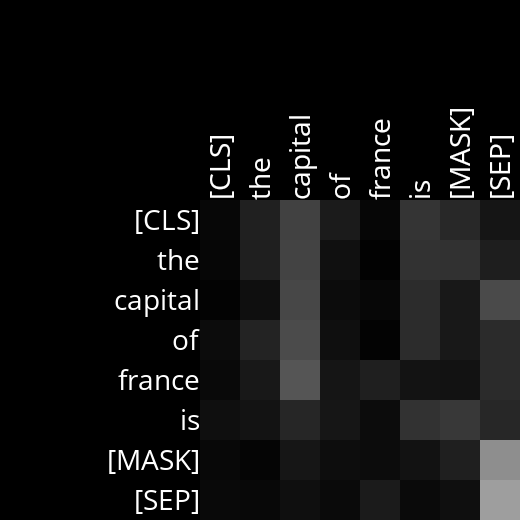 [CLS]
the
capital
of
france
is
[MASK]
[SEP]
[CLS]
the
capital
of
france
is
[MASK]
[SEP]